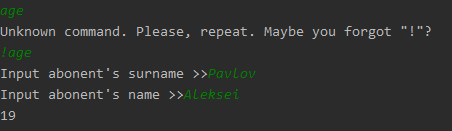 age
Unknown command. Please, repeat. Maybe you forgot "!"?
!age
Input abonent's surname >>Pavlov
Input abonent's name >>Aleksei
19